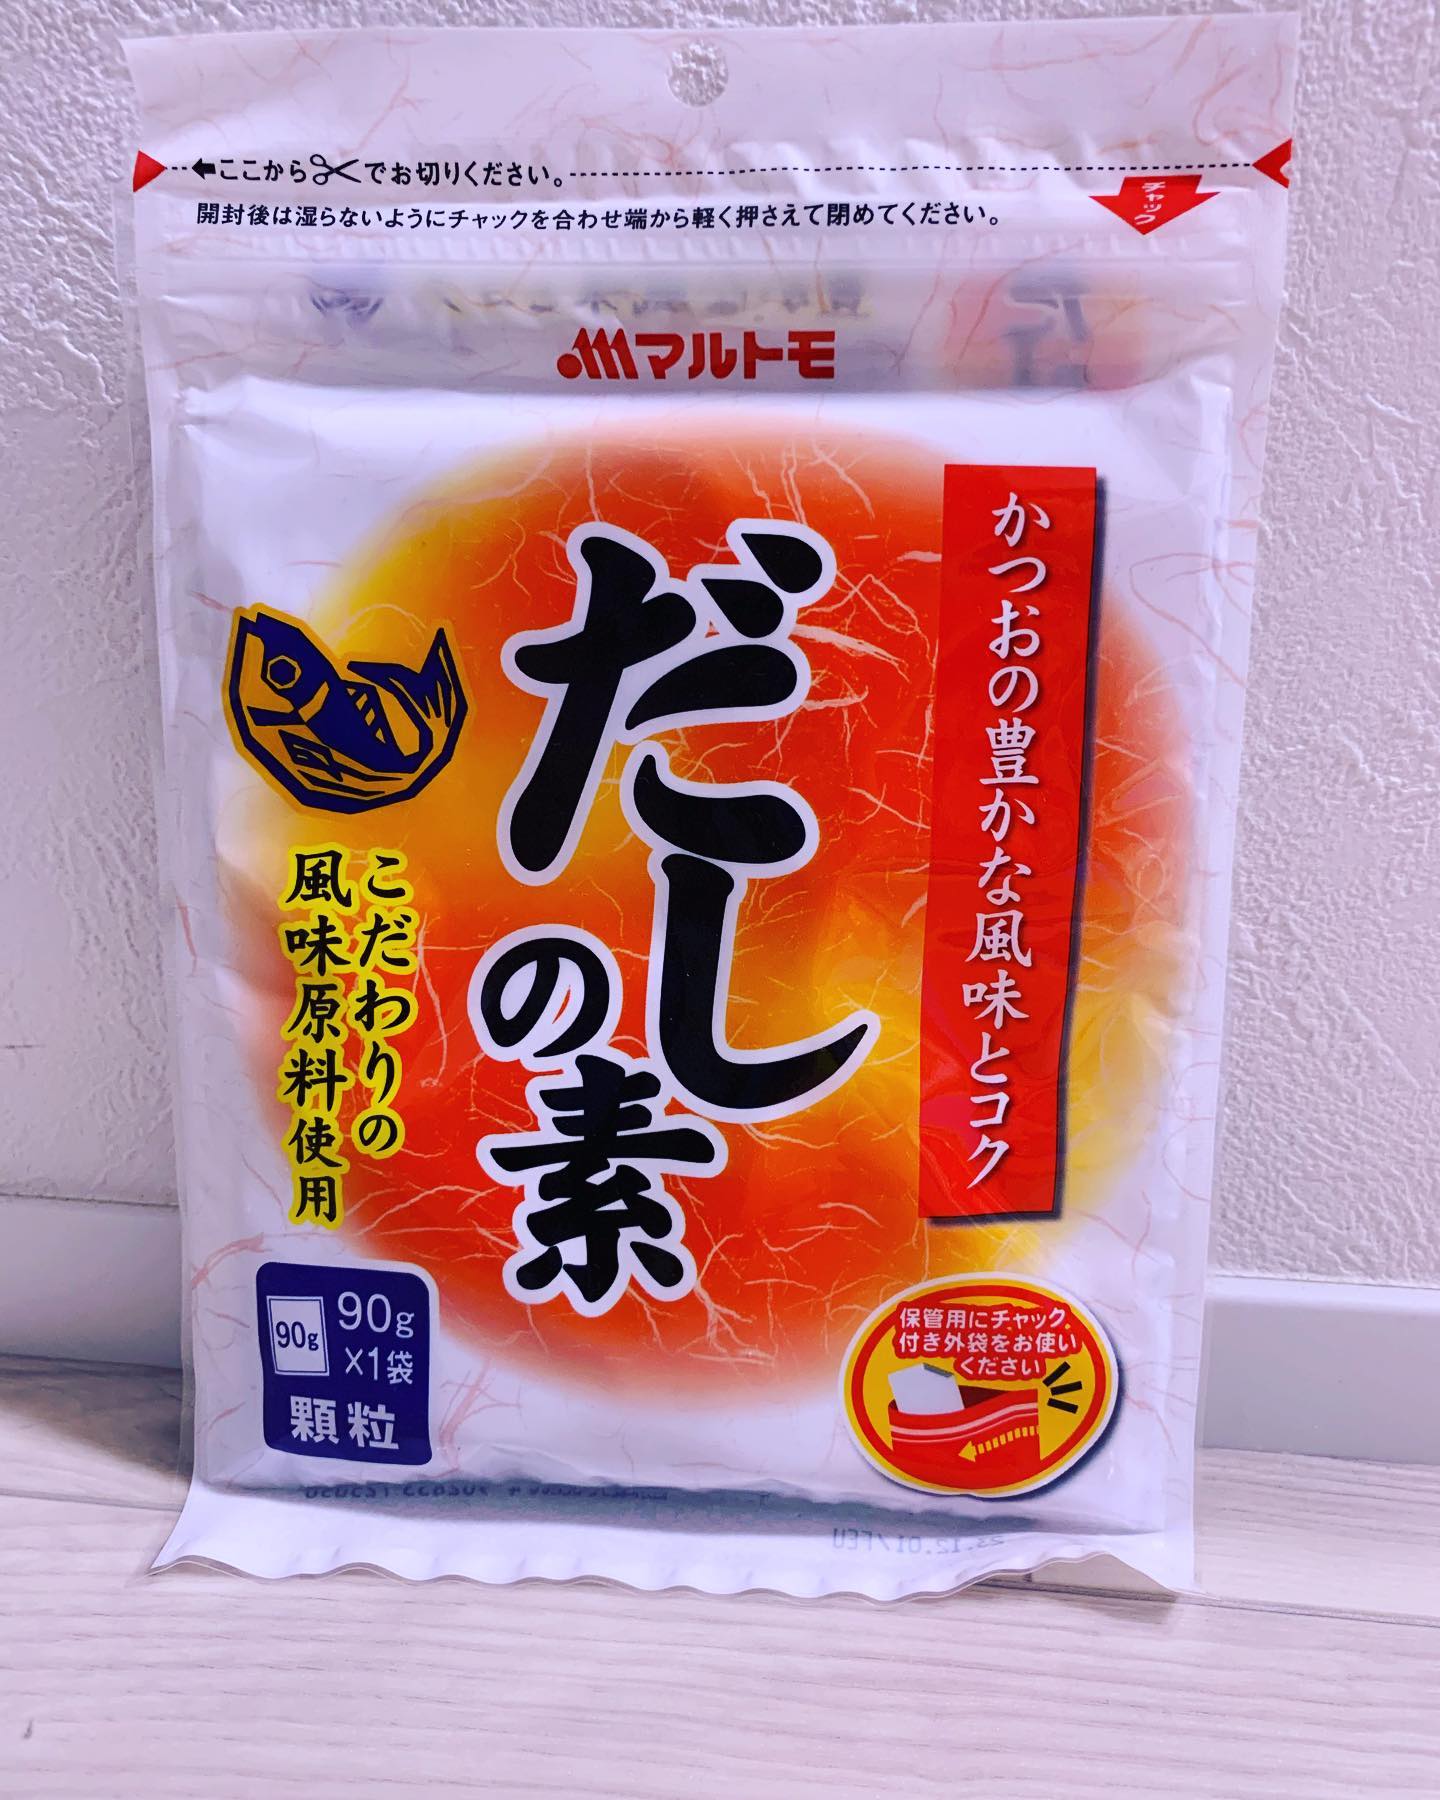 ここからでお切りください。
開封後は湿らないようにチャックを合わせ端から軽く押さえて閉めてください。
チャック
マルトモ
かつおの豊かな風味とコク
だしの素
こだわりの
風味原料使用
90g
90g
×1袋
顆粒
保管用にチャック
付き外袋をお使い
ください